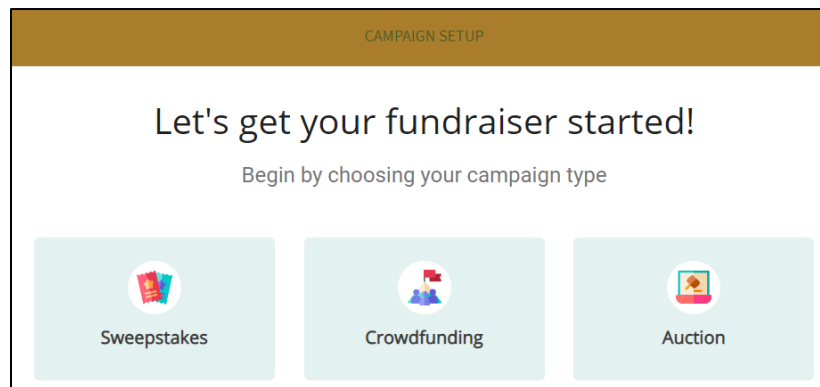 CAMPAIGN SETUP
Let's get your fundraiser started!
Begin by choosing your campaign type
Sweepstakes
Crowdfunding
Auction